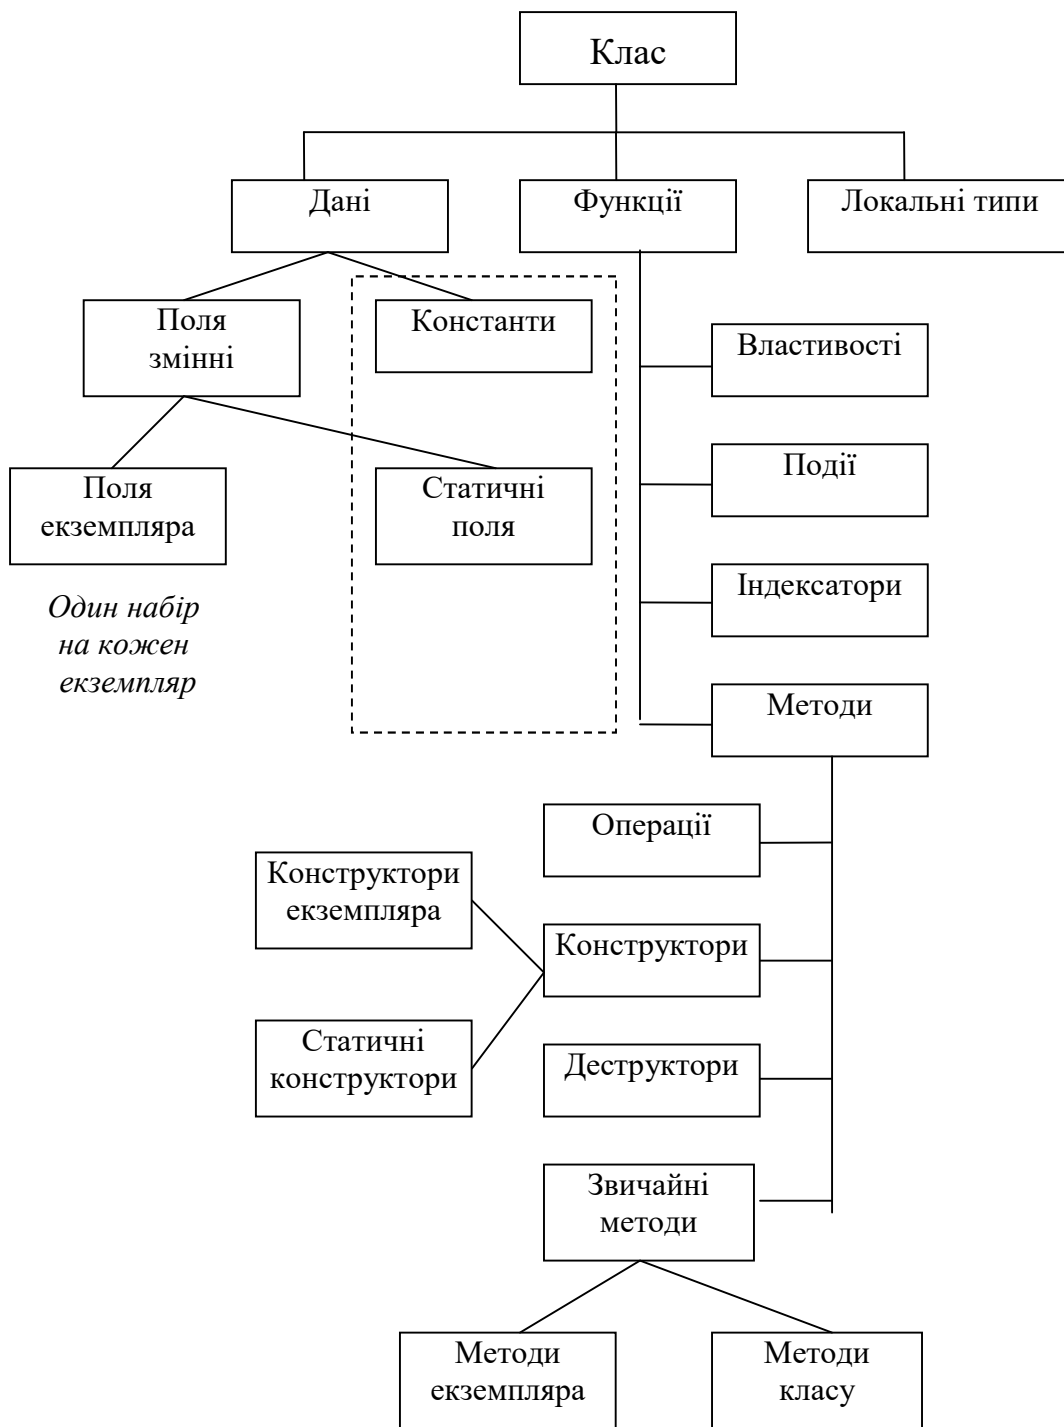 Клас
Дані
Функції
Локальні типи
Поля
змінні
Константи
Властивості
Поля
екземпляра
Статичні
поля
Події
Один набір
на кожен
екземпляр
Індексатори
Методи
Операції
Конструктори
екземпляра
Конструктори
Статичні
конструктори
Деструктори
Звичайні
методи
Методи
екземпляра
Методи
класу